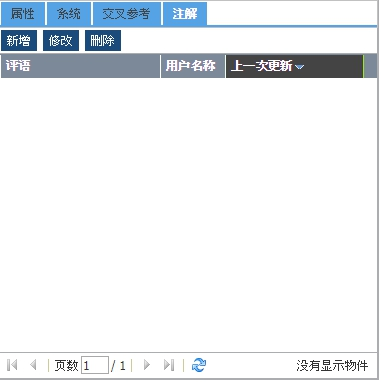 属性 系统 交叉参考 注解
新增 修改 删除
评语 用户名称 上一次更新
页数 1 / 1 没有显示物件